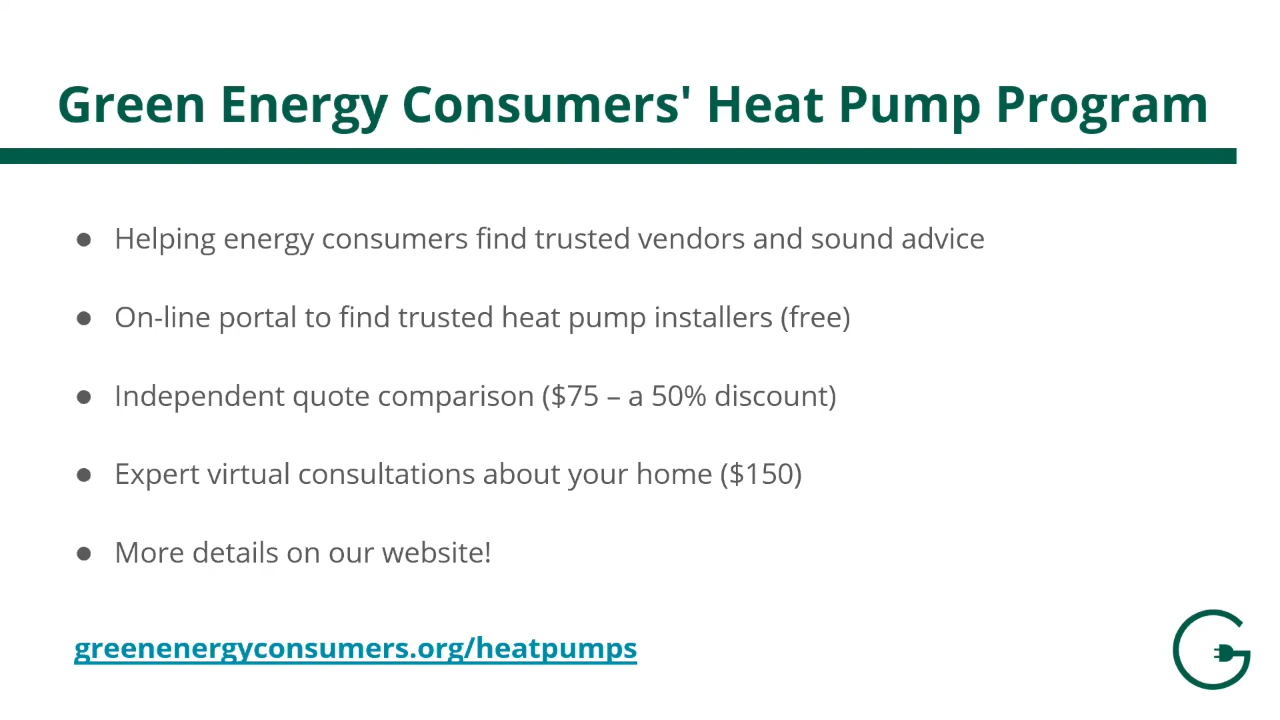 Green Energy Consumers' Heat Pump Program
● Helping energy consumers find trusted vendors and sound advice
● On-line portal to find trusted heat pump installers (free)
● Independent quote comparison ($75 – a 50% discount)
● Expert virtual consultations about your home ($150)
● More details on our website!
greenenergyconsumers.org/heatpumps